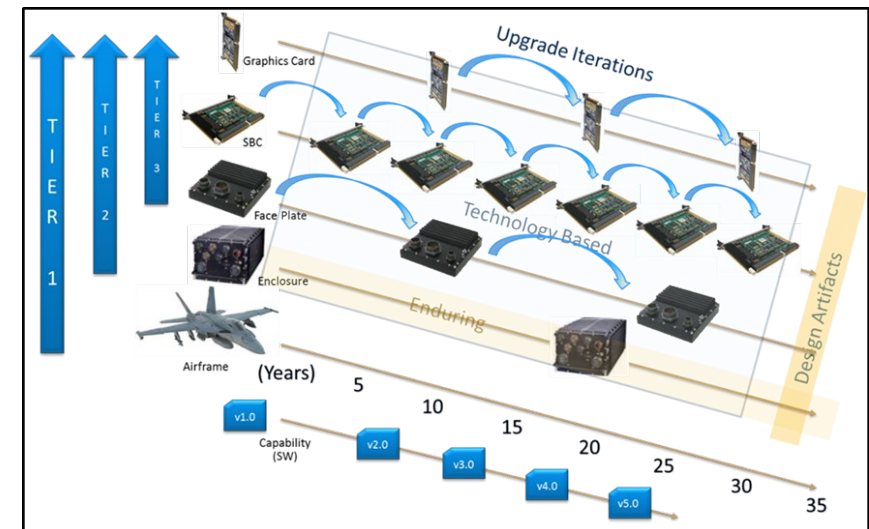 Upgrade Iterations
Graphics Card
TIER 1
TIER 2
TIER 3
SBC
Face Plate
Technology Based
Enclosure
Enduring
Design Artifacts
Airframe
(Years)
5
10
15
20
25
30
35
v1.0
Capability
(SW)
v2.0
v3.0
v4.0
v5.0